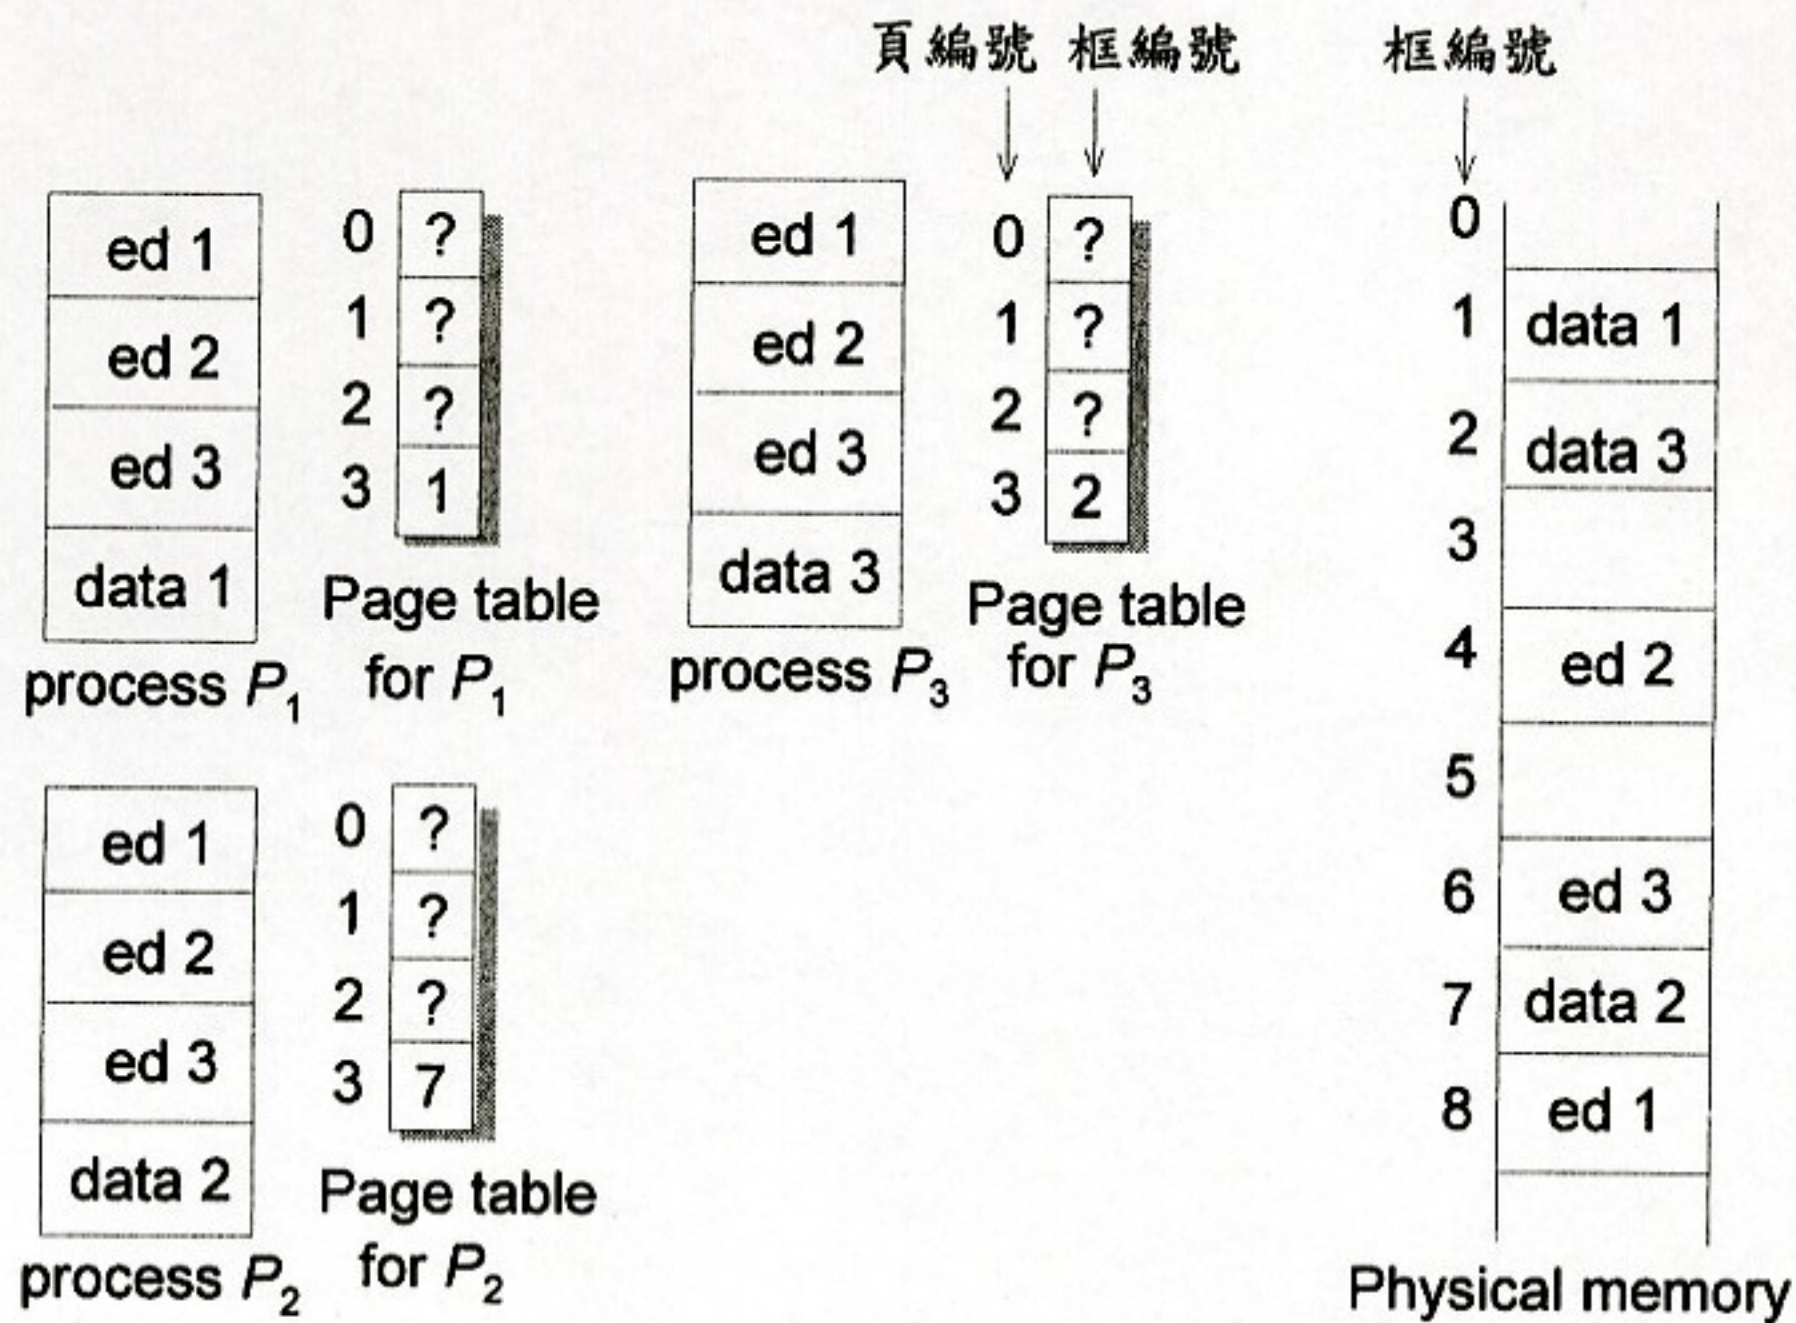 頁編號 框編號 框編號
ed 1
ed 2
ed 3
data 1
process P1
0 ?
1 ?
2 ?
3 1
Page table
for P1
ed 1
ed 2
ed 3
data 3
process P3
0 ?
1 ?
2 ?
3 2
Page table
for P3
ed 1
ed 2
ed 3
data 2
process P2
0 ?
1 ?
2 ?
3 7
Page table
for P2
0
1 data 1
2 data 3
3
4 ed 2
5
6 ed 3
7 data 2
8 ed 1
Physical memory